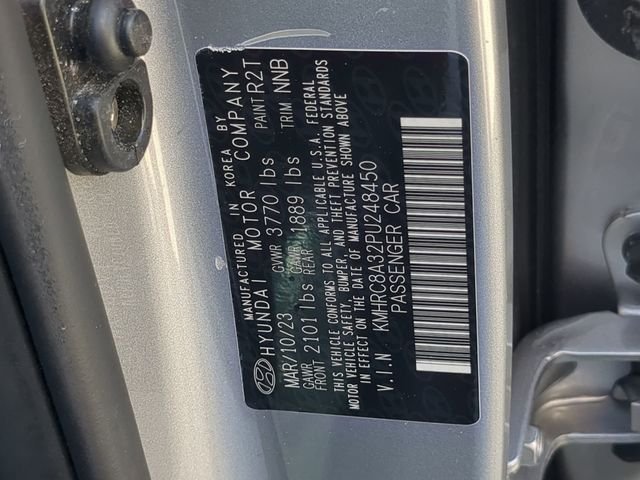 MANUFACTURED IN KOREA BY
HYUNDAI MOTOR COMPANY
MAR/10/23 GVWR 3770 lbs PAINT R2T
GAWR FRONT 2101 lbs GAWR REAR 1889 lbs TRIM NNB
THIS VEHICLE CONFORMS TO ALL APPLICABLE U.S.A. FEDERAL
MOTOR VEHICLE SAFETY, BUMPER, AND THEFT PREVENTION STANDARDS
IN EFFECT ON THE DATE OF MANUFACTURE SHOWN ABOVE
V.I.N KMHRC8A32PU248450
PASSENGER CAR